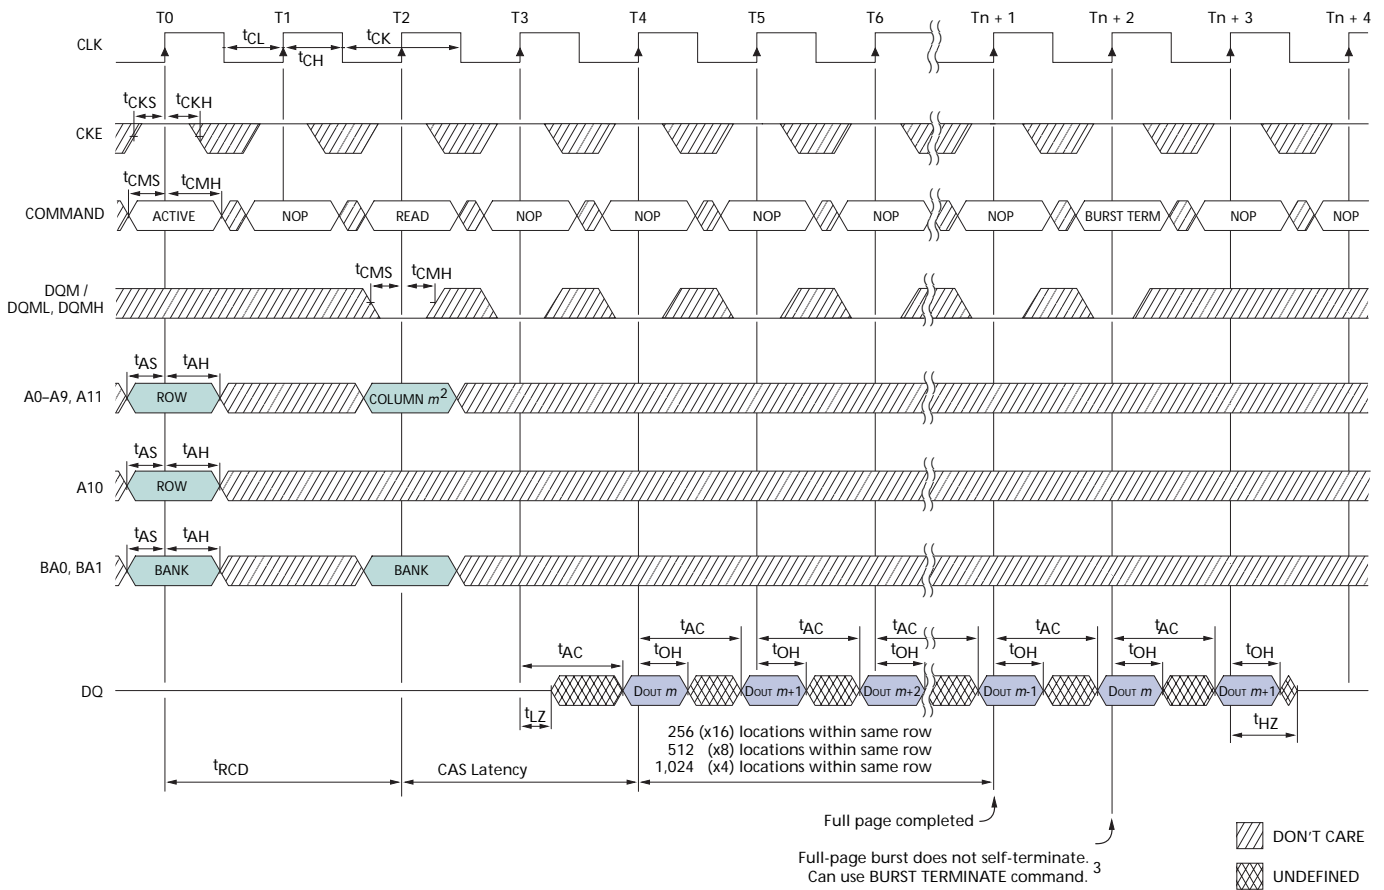 T0 T1 T2 T3 T4 T5 T6 Tn + 1 Tn + 2 Tn + 3 Tn + 4
CLK
tCL tCK
tCH
tCKS tCKH
CKE
tCMS tCMH
COMMAND ACTIVE NOP READ NOP NOP NOP NOP NOP BURST TERM NOP NOP
tCMS tCMH
DQM /
DQML, DQMH
tAS tAH
A0–A9, A11 ROW COLUMN m2
tAS tAH
A10 ROW
tAS tAH
BA0, BA1 BANK BANK
tAC tAC tAC tAC tAC
tAC tOH tOH tOH tOH tOH tOH
DQ DOUT m DOUT m+1 DOUT m+2 DOUT m-1 DOUT m DOUT m+1
tLZ tHZ
256 (x16) locations within same row
512 (x8) locations within same row
1,024 (x4) locations within same row
tRCD CAS Latency
Full page completed
Full-page burst does not self-terminate.
Can use BURST TERMINATE command. 3
DON'T CARE
UNDEFINED